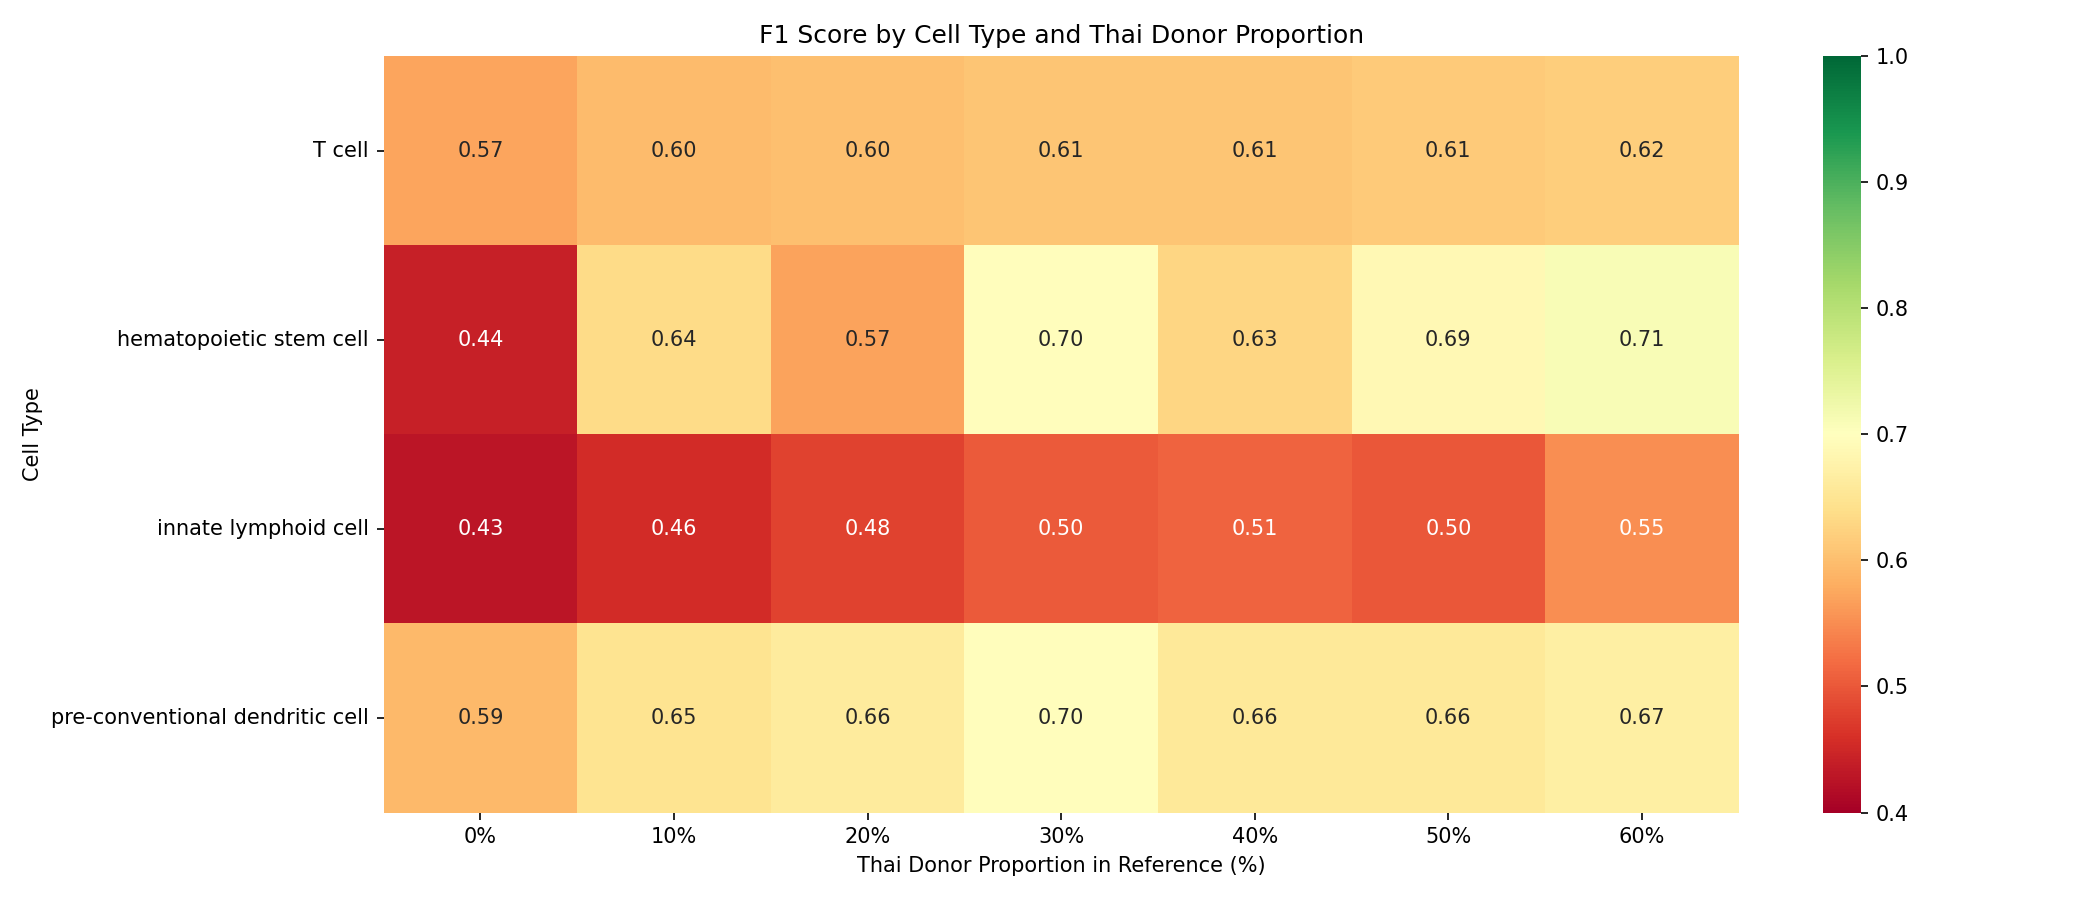 F1 Score by Cell Type and Thai Donor Proportion
Cell Type
T cell
0.57 0.60 0.60 0.61 0.61 0.61 0.62
hematopoietic stem cell
0.44 0.64 0.57 0.70 0.63 0.69 0.71
innate lymphoid cell
0.43 0.46 0.48 0.50 0.51 0.50 0.55
pre-conventional dendritic cell
0.59 0.65 0.66 0.70 0.66 0.66 0.67
0% 10% 20% 30% 40% 50% 60%
Thai Donor Proportion in Reference (%)
1.0
0.9
0.8
0.7
0.6
0.5
0.4